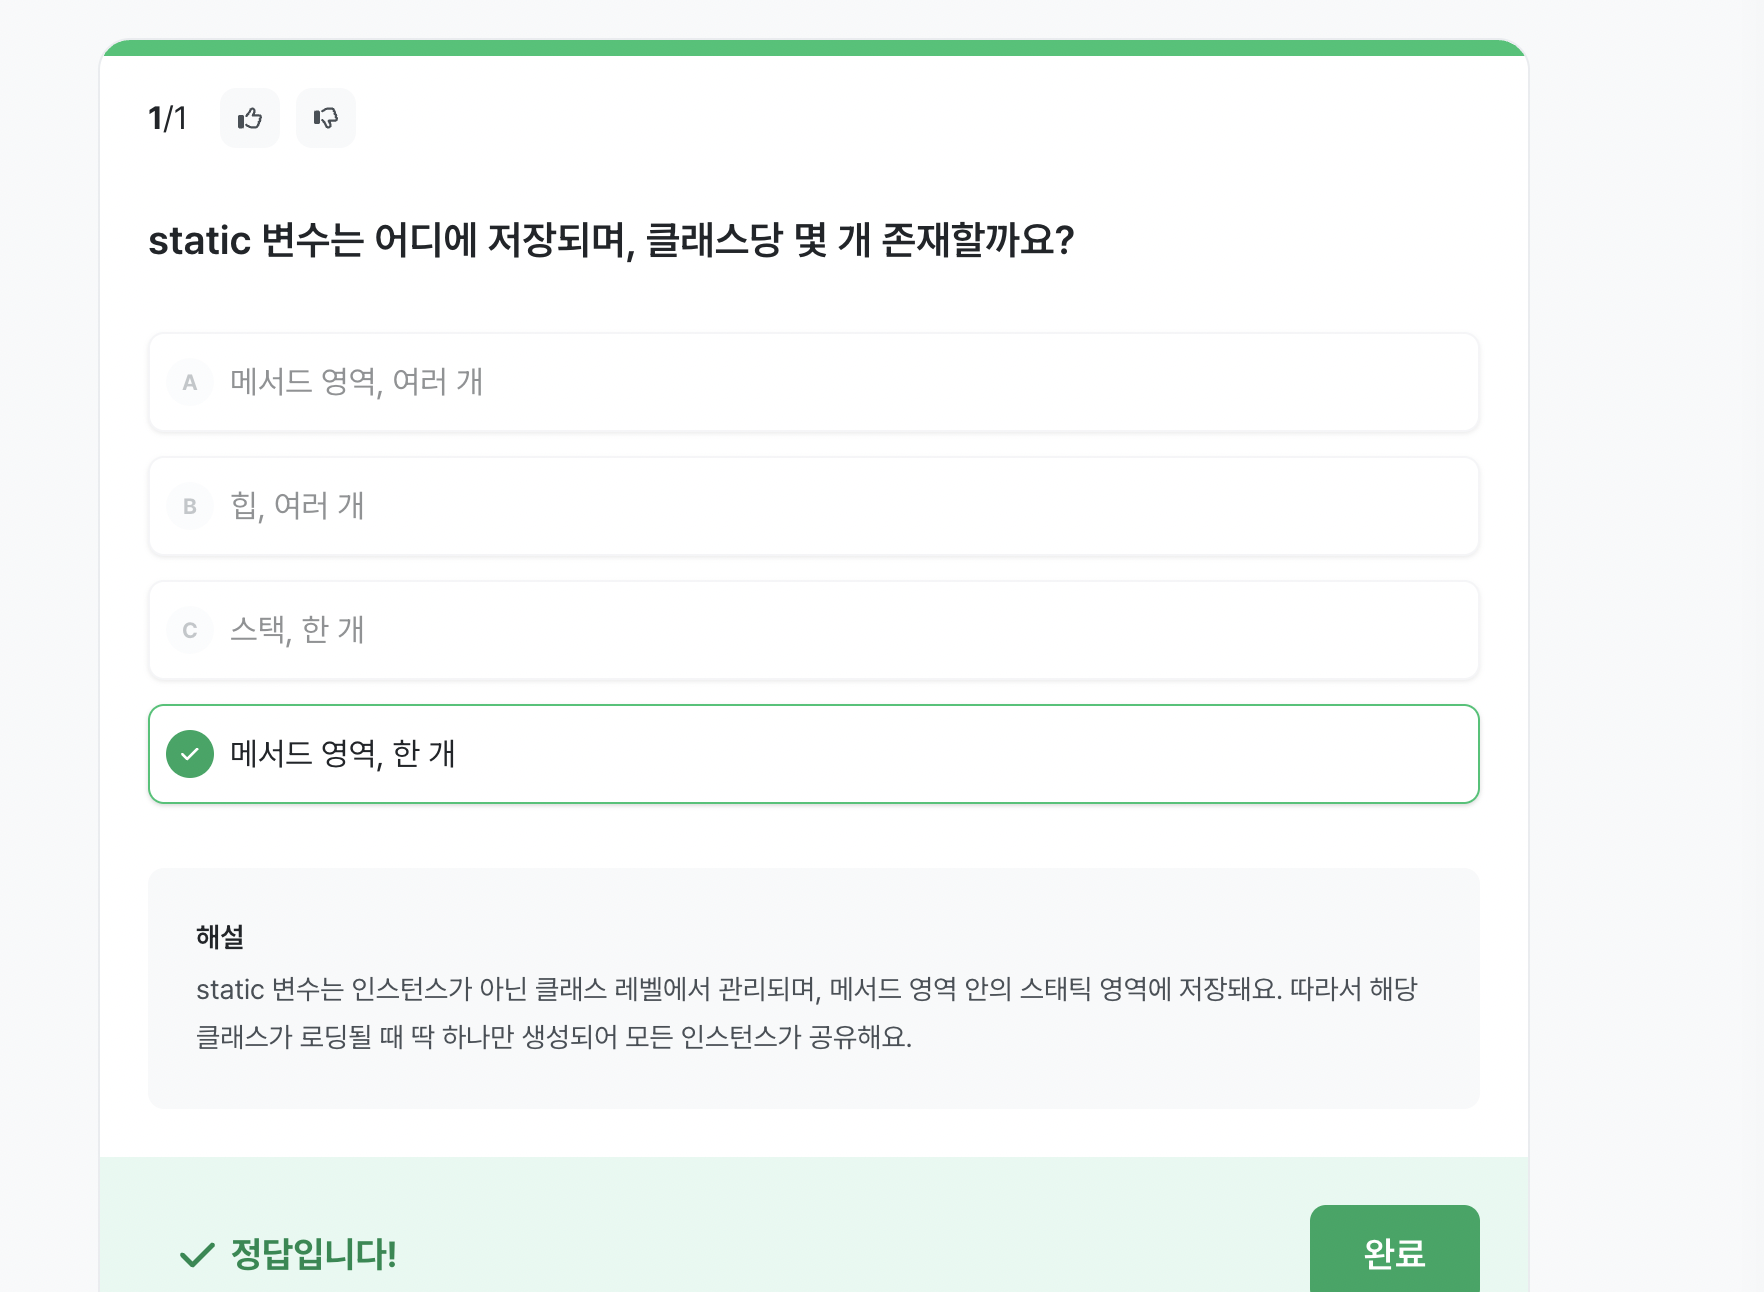 1/1
static 변수는 어디에 저장되며, 클래스당 몇 개 존재할까요?
A 메서드 영역, 여러 개
B 힙, 여러 개
C 스택, 한 개
메서드 영역, 한 개
해설
static 변수는 인스턴스가 아닌 클래스 레벨에서 관리되며, 메서드 영역 안의 스태틱 영역에 저장돼요. 따라서 해당
클래스가 로딩될 때 딱 하나만 생성되어 모든 인스턴스가 공유해요.
정답입니다!
완료